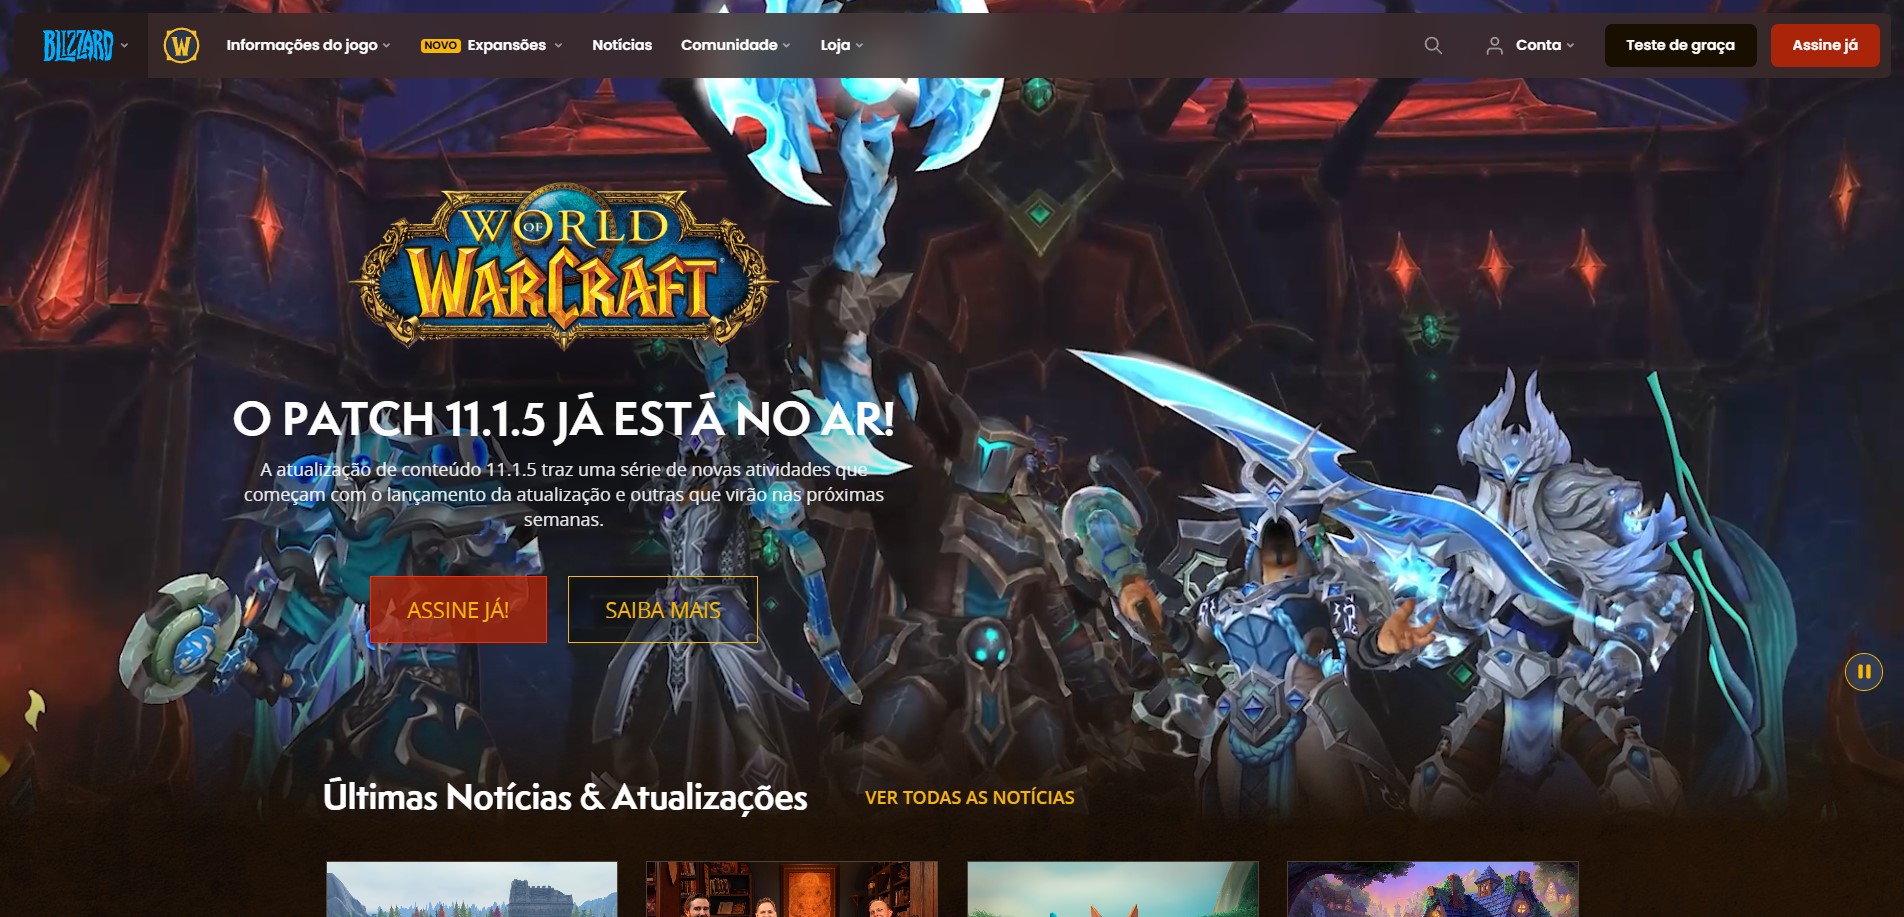 BLIZZARD
W
Informações do jogo
NOVO Expansões
Notícias
Comunidade
Loja
Conta
Teste de graça
Assine já
WORLD
OF
WARCRAFT
O PATCH 11.1.5 JÁ ESTÁ NO AR!
A atualização de conteúdo 11.1.5 traz uma série de novas atividades que
começam com o lançamento da atualização e outras que virão nas próximas
semanas.
ASSINE JÁ!
SAIBA MAIS
Últimas Notícias & Atualizações
VER TODAS AS NOTÍCIAS